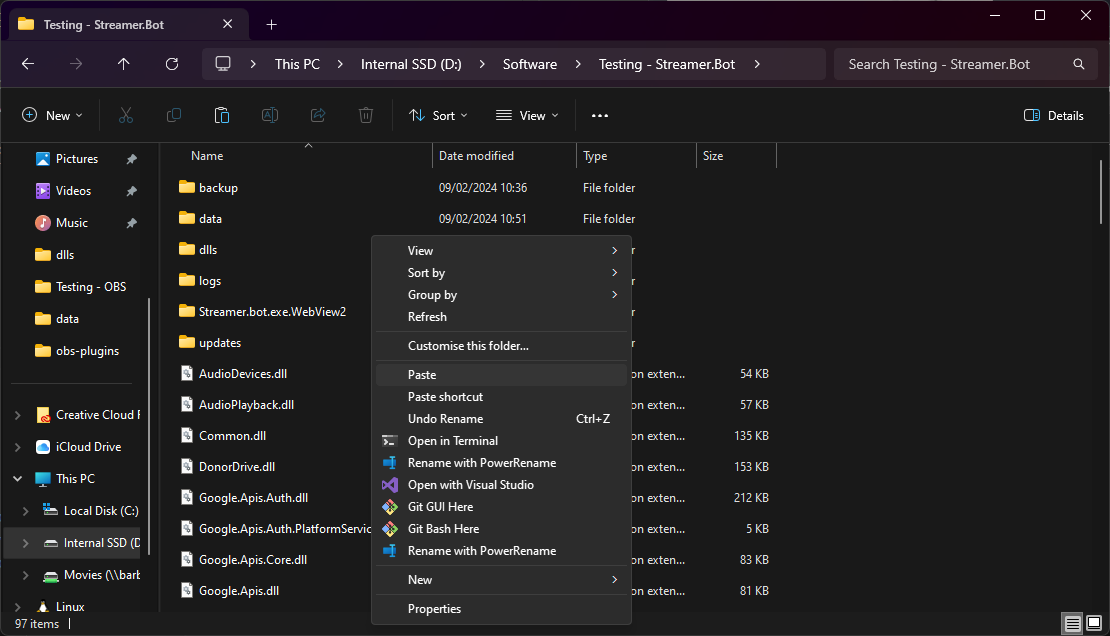 Testing - Streamer.Bot
This PC > Internal SSD (D:) > Software > Testing - Streamer.Bot >
Search Testing - Streamer.Bot
New
Sort
View
Details
Pictures
Videos
Music
dlls
Testing - OBS
data
obs-plugins
Creative Cloud F
iCloud Drive
This PC
Local Disk (C:)
Internal SSD (D
Movies (\\barb
Linux
Name Date modified Type Size
backup 09/02/2024 10:36 File folder
data 09/02/2024 10:51 File folder
dlls r
logs r
Streamer.bot.exe.WebView2 r
updates r
AudioDevices.dll on exten... 54 KB
AudioPlayback.dll on exten... 57 KB
Common.dll on exten... 135 KB
DonorDrive.dll on exten... 153 KB
Google.Apis.Auth.dll on exten... 212 KB
Google.Apis.Auth.PlatformServic on exten... 5 KB
Google.Apis.Core.dll on exten... 83 KB
Google.Apis.dll on exten... 81 KB
View
Sort by
Group by
Refresh
Customise this folder...
Paste
Paste shortcut
Undo Rename Ctrl+Z
Open in Terminal
Rename with PowerRename
Open with Visual Studio
Git GUI Here
Git Bash Here
Rename with PowerRename
New
Properties
97 items